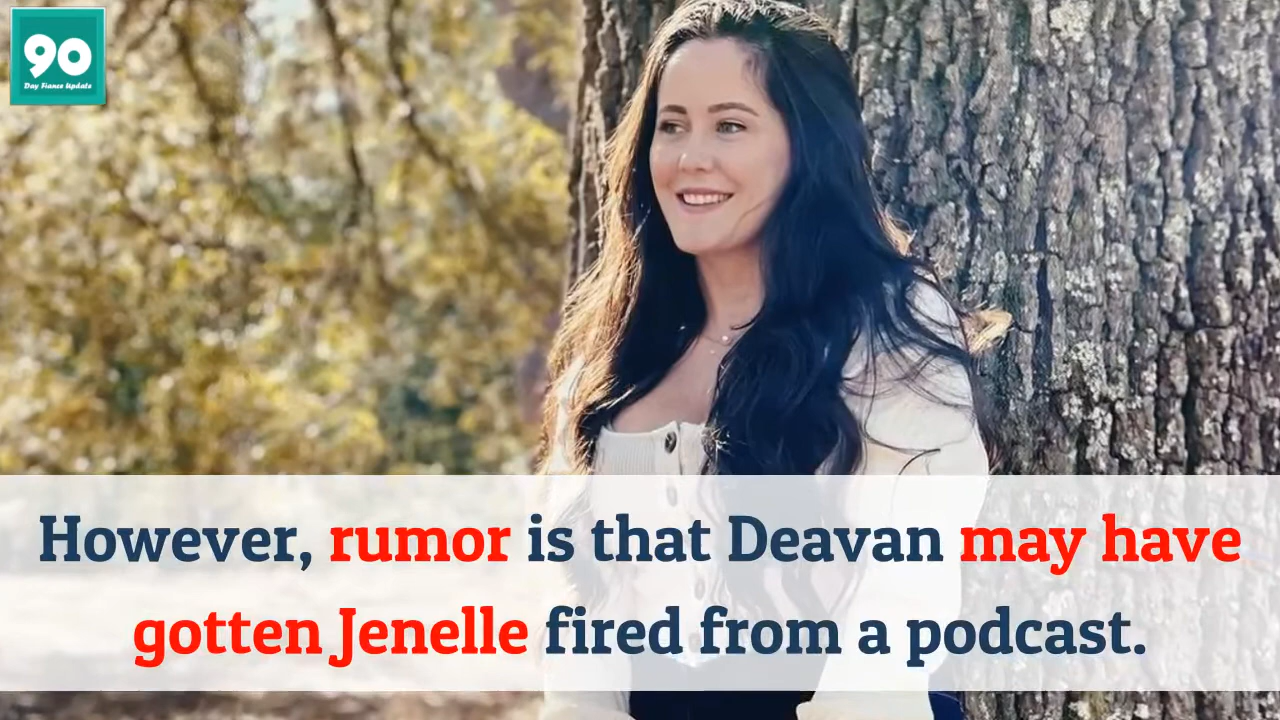 90
Day Fiance Update
However, rumor is that Deavan may have
gotten Jenelle fired from a podcast.